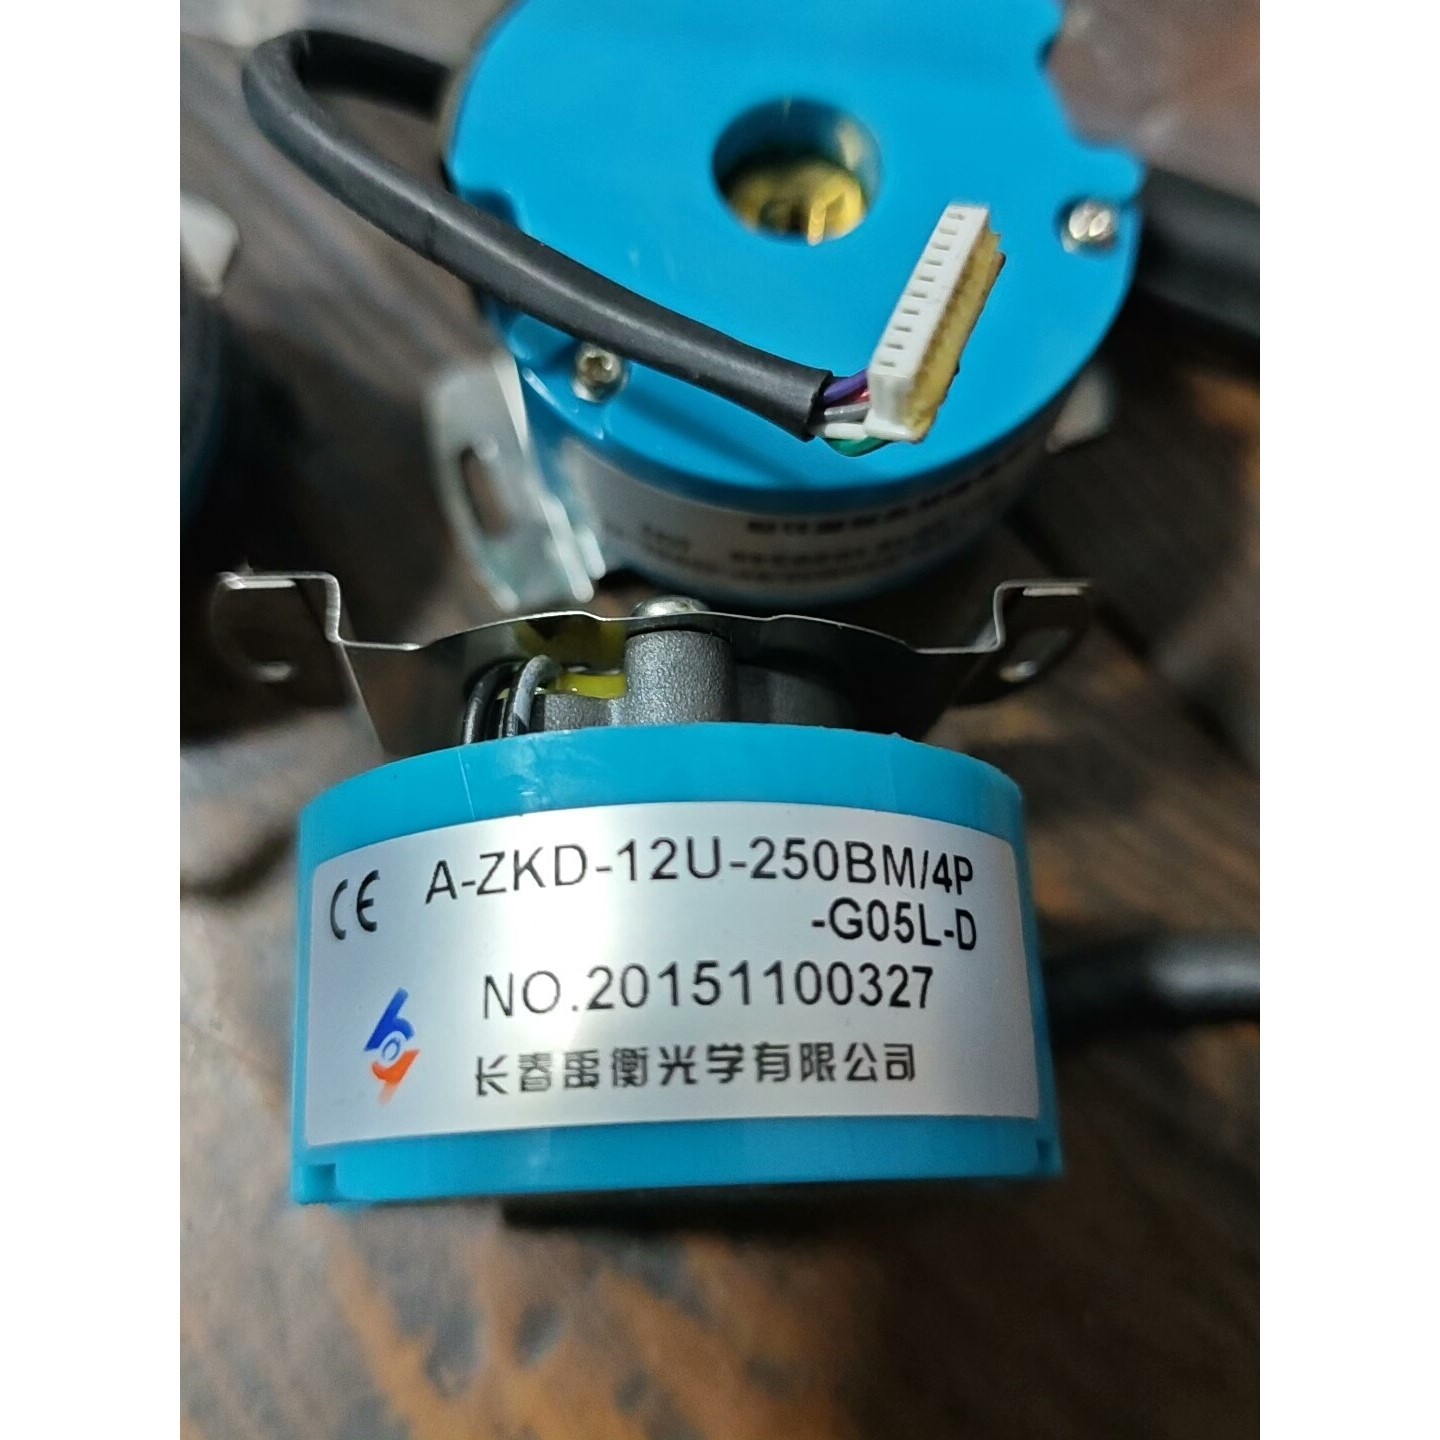 CE
A-ZKD-12U-250BM/4P
-G05L-D
NO.20151100327
长春禹衡光学有限公司